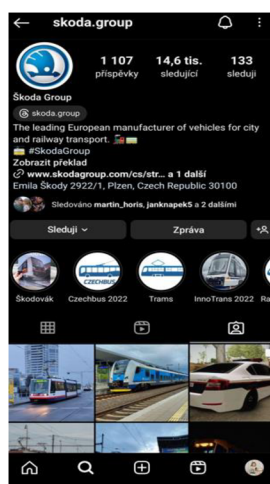 skoda.group
1 107 14,6 tis. 133
příspěvky sledující sleduji
Škoda Group
skoda.group
The leading European manufacturer of vehicles for city
and railway transport.
#SkodaGroup
Zobrazit překlad
www.skodagroup.com/cs/str... a 1 další
Emila Škody 2922/1, Plzen, Czech Republic 30100
Sledováno martin_horis, janknapek5 a 2 dalšími
Sleduji Zpráva
CZECHBUS
Škodovák Czechbus 2022 Trams InnoTrans 2022 Ra